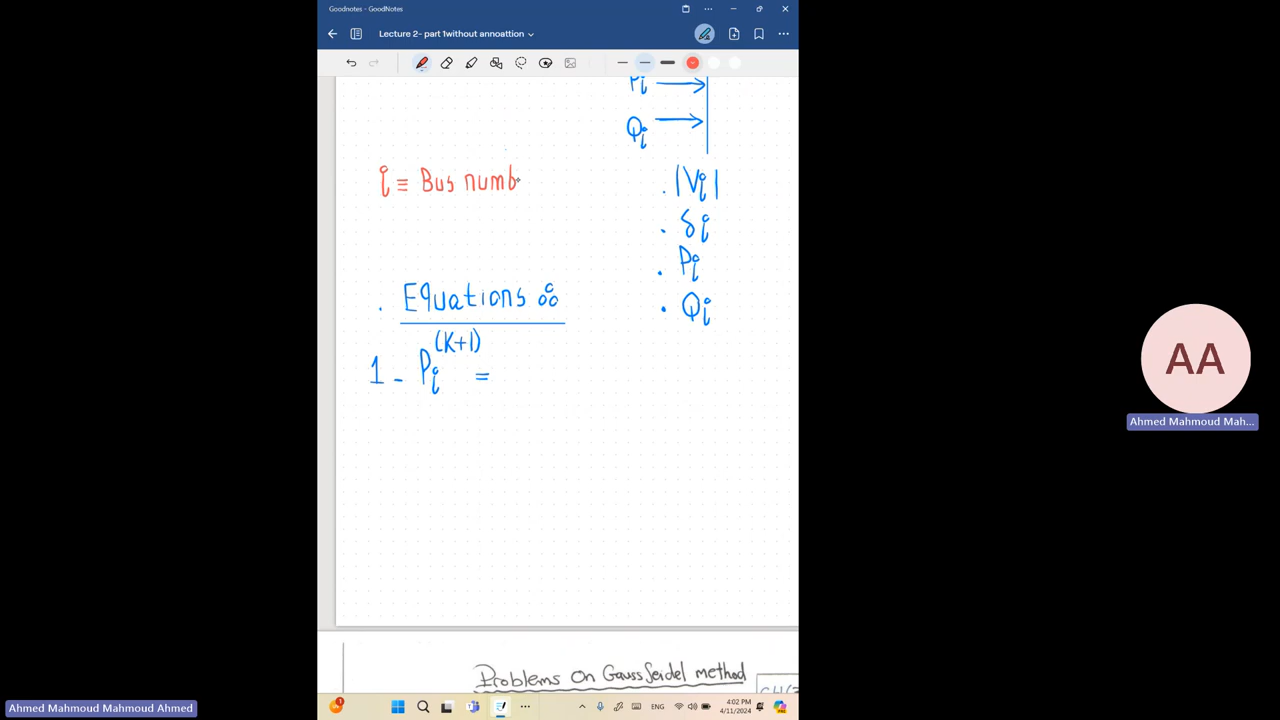 Goodnotes - GoodNotes
Lecture 2- part 1without annoattion
Pi
Qi
i ≡ Bus numb
. |Vi|
. δi
. Pi
. Qi
. Equations
1 - Pi^(K+1) =
Problems On Gauss Seidel method
AA
Ahmed Mahmoud Mah...
Ahmed Mahmoud Mahmoud Ahmed
ENG
4:02 PM
4/11/2024